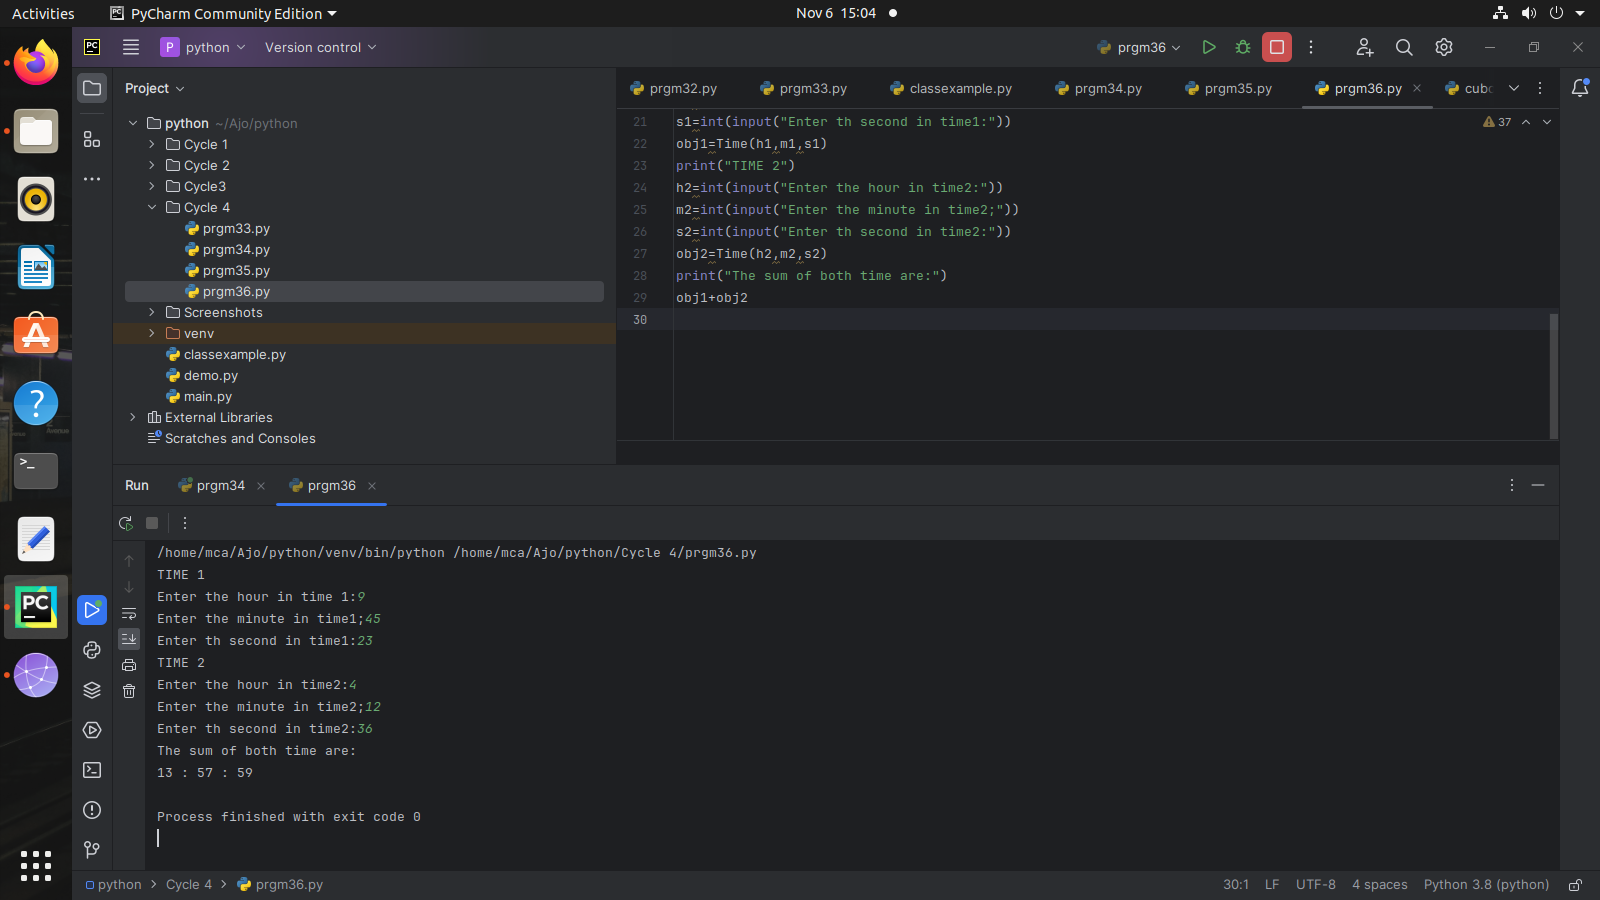 Activities
PyCharm Community Edition
Nov 6 15:04
PC
P python
Version control
prgm36
Project
python ~/Ajo/python
Cycle 1
Cycle 2
Cycle3
Cycle 4
prgm33.py
prgm34.py
prgm35.py
prgm36.py
Screenshots
venv
classexample.py
demo.py
main.py
External Libraries
Scratches and Consoles
prgm32.py
prgm33.py
classexample.py
prgm34.py
prgm35.py
prgm36.py
37
21 s1=int(input("Enter th second in time1:"))
22 obj1=Time(h1,m1,s1)
23 print("TIME 2")
24 h2=int(input("Enter the hour in time2:"))
25 m2=int(input("Enter the minute in time2;"))
26 s2=int(input("Enter th second in time2:"))
27 obj2=Time(h2,m2,s2)
28 print("The sum of both time are:")
29 obj1+obj2
30
Run
prgm34
prgm36
/home/mca/Ajo/python/venv/bin/python /home/mca/Ajo/python/Cycle 4/prgm36.py
TIME 1
Enter the hour in time 1:9
Enter the minute in time1;45
Enter th second in time1:23
TIME 2
Enter the hour in time2:4
Enter the minute in time2;12
Enter th second in time2:36
The sum of both time are:
13 : 57 : 59
Process finished with exit code 0
PC
python > Cycle 4 > prgm36.py
30:1 LF UTF-8 4 spaces Python 3.8 (python)